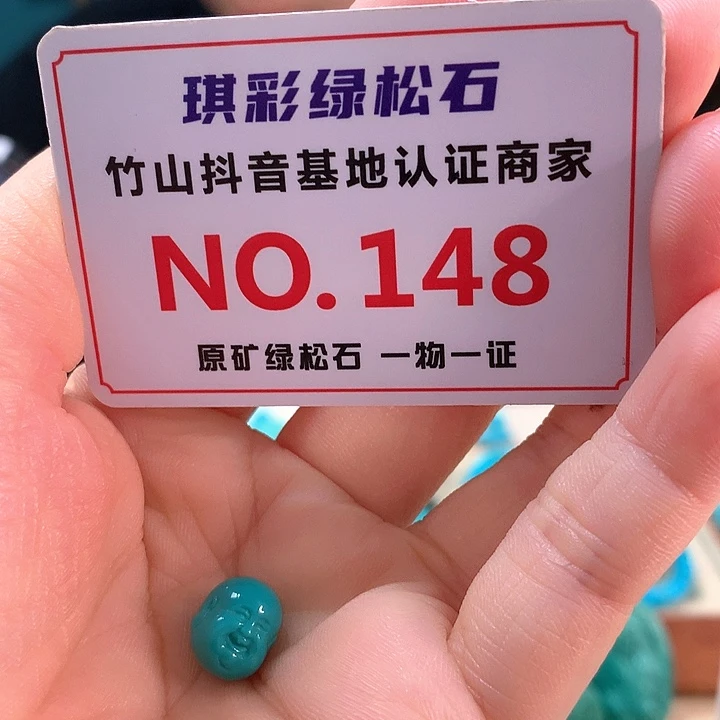 琪彩绿松石
竹山抖音基地认证商家
NO.148
原矿绿松石 一物一证